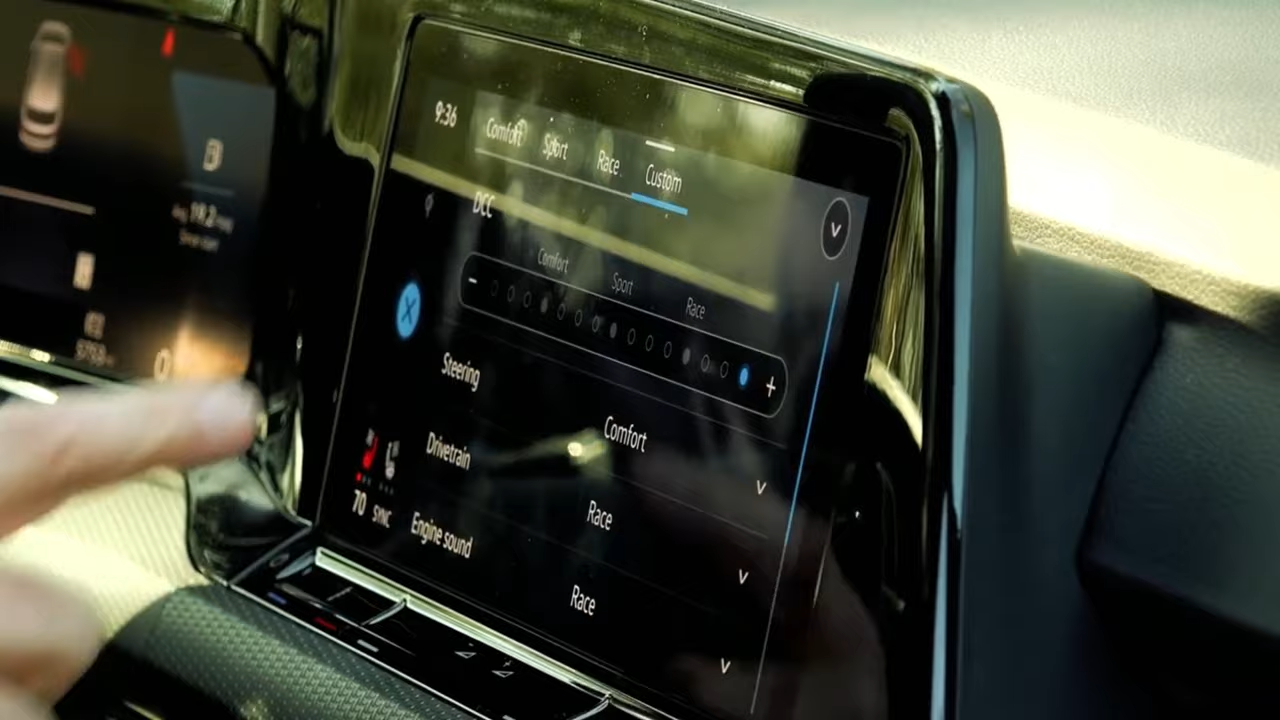 9:36
Comfort Sport Race Custom
DCC
Comfort Sport Race
− +
Steering
Comfort
Drivetrain
Race
Engine sound
Race
70 SYNC